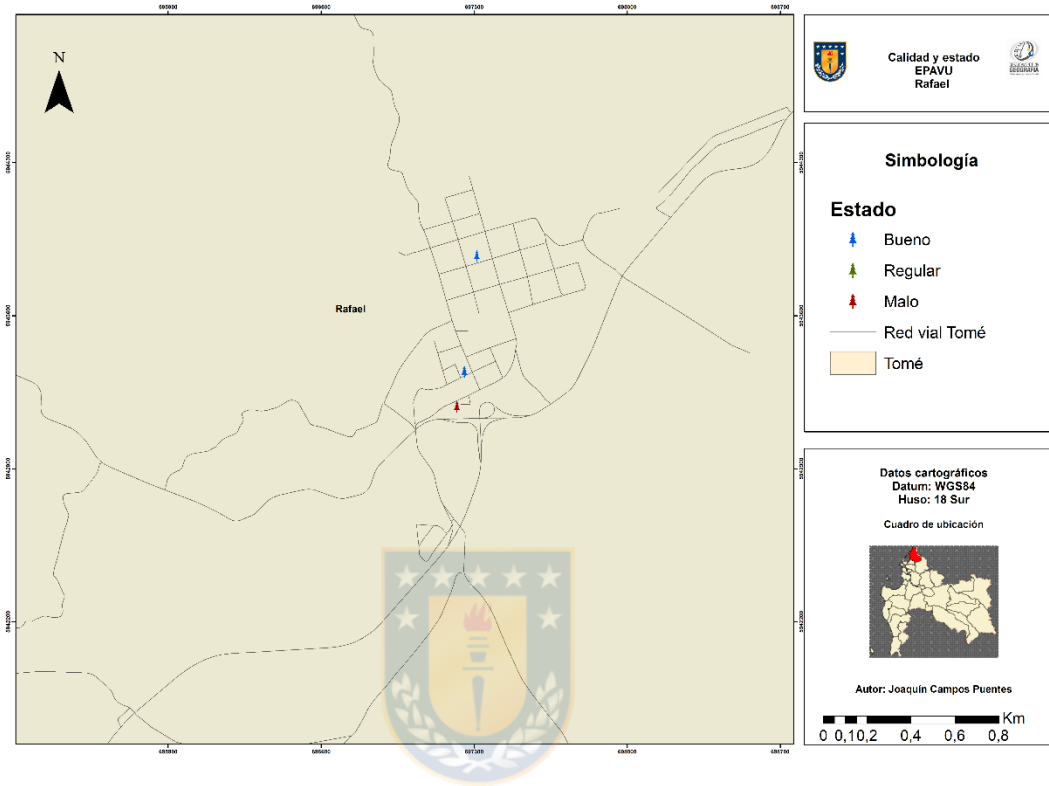 N
Rafael
Calidad y estado
EPAVU
Rafael
Simbología
Estado
Bueno
Regular
Malo
Red vial Tomé
Tomé
Datos cartográficos
Datum: WGS84
Huso: 18 Sur
Cuadro de ubicación
Autor: Joaquín Campos Puentes
Km
0 0,1 0,2 0,4 0,6 0,8